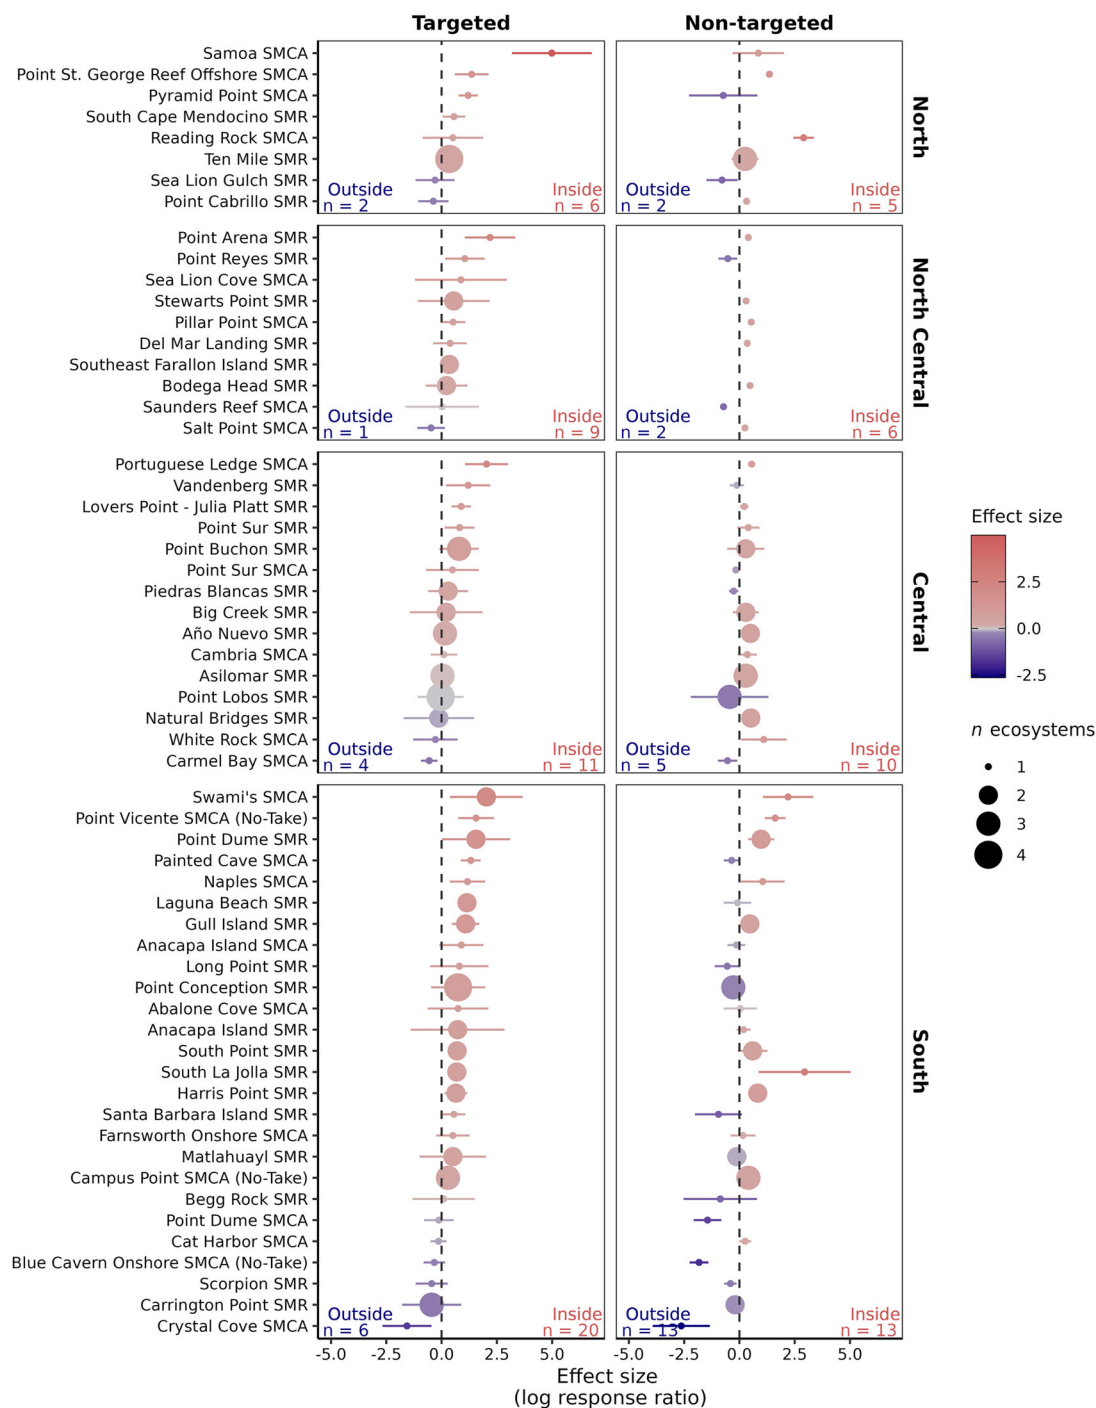 Targeted Non-targeted
Samoa SMCA
Point St. George Reef Offshore SMCA
Pyramid Point SMCA
South Cape Mendocino SMR
Reading Rock SMCA
Ten Mile SMR
Sea Lion Gulch SMR
Point Cabrillo SMR
Outside Inside Outside Inside
n = 2 n = 6 n = 2 n = 5
North
Point Arena SMR
Point Reyes SMR
Sea Lion Cove SMCA
Stewarts Point SMR
Pillar Point SMCA
Del Mar Landing SMR
Southeast Farallon Island SMR
Bodega Head SMR
Saunders Reef SMCA
Salt Point SMCA
Outside Inside Outside Inside
n = 1 n = 9 n = 2 n = 6
North Central
Portuguese Ledge SMCA
Vandenberg SMR
Lovers Point - Julia Platt SMR
Point Sur SMR
Point Buchon SMR
Point Sur SMCA
Piedras Blancas SMR
Big Creek SMR
Año Nuevo SMR
Cambria SMCA
Asilomar SMR
Point Lobos SMR
Natural Bridges SMR
White Rock SMCA
Carmel Bay SMCA
Outside Inside Outside Inside
n = 4 n = 11 n = 5 n = 10
Central
Swami's SMCA
Point Vicente SMCA (No-Take)
Point Dume SMR
Painted Cave SMCA
Naples SMCA
Laguna Beach SMR
Gull Island SMR
Anacapa Island SMCA
Long Point SMR
Point Conception SMR
Abalone Cove SMCA
Anacapa Island SMR
South Point SMR
South La Jolla SMR
Harris Point SMR
Santa Barbara Island SMR
Farnsworth Onshore SMCA
Matlahuayl SMR
Campus Point SMCA (No-Take)
Begg Rock SMR
Point Dume SMCA
Cat Harbor SMCA
Blue Cavern Onshore SMCA (No-Take)
Scorpion SMR
Carrington Point SMR
Crystal Cove SMCA
Outside Inside Outside Inside
n = 6 n = 20 n = 13 n = 13
South
-5.0 -2.5 0.0 2.5 5.0 -5.0 -2.5 0.0 2.5 5.0
Effect size
(log response ratio)
Effect size
2.5
0.0
-2.5
n ecosystems
1
2
3
4